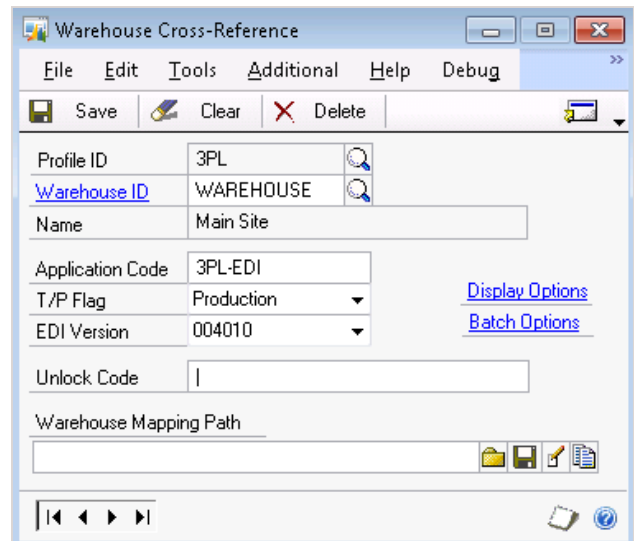 Warehouse Cross-Reference
File Edit Tools Additional Help Debug »
Save Clear Delete
Profile ID 3PL
Warehouse ID WAREHOUSE
Name Main Site
Application Code 3PL-EDI
T/P Flag Production Display Options
EDI Version 004010 Batch Options
Unlock Code
Warehouse Mapping Path